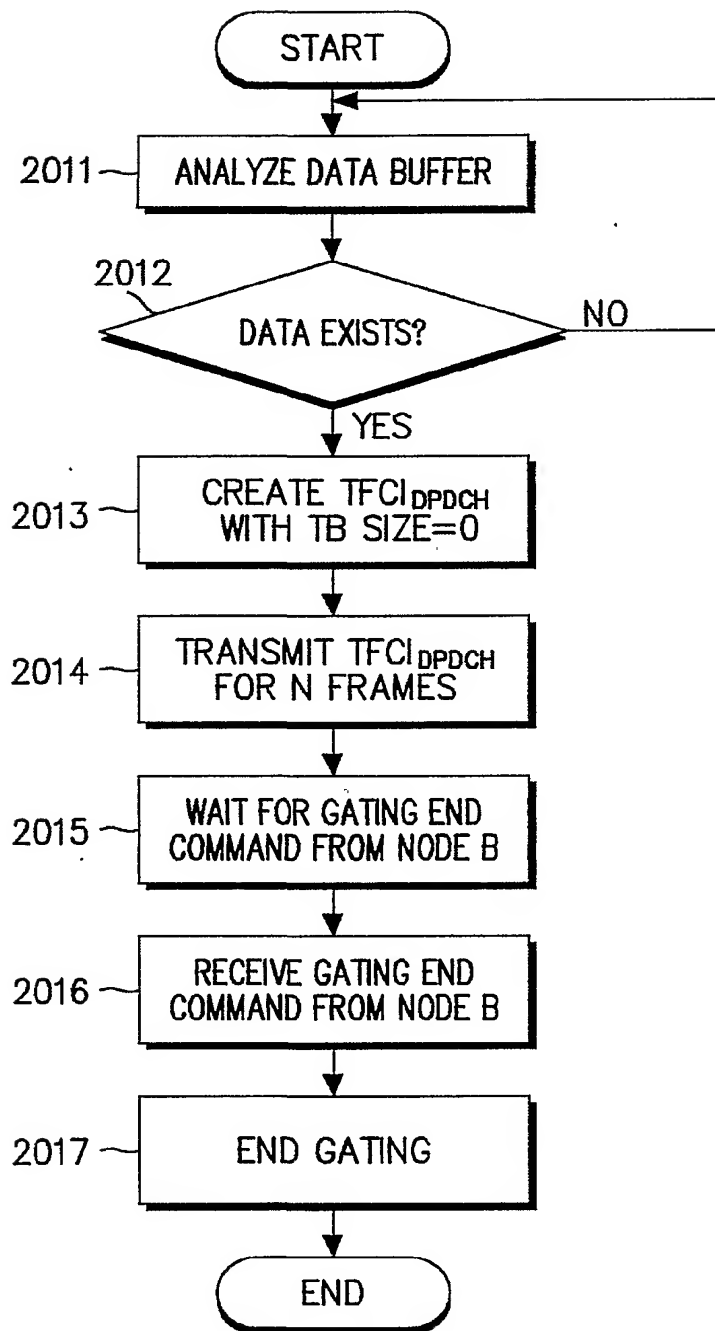 START
2011
ANALYZE DATA BUFFER
2012
DATA EXISTS?
NO
YES
2013
CREATE TFCI_DPDCH
WITH TB SIZE=0
2014
TRANSMIT TFCI_DPDCH
FOR N FRAMES
2015
WAIT FOR GATING END
COMMAND FROM NODE B
2016
RECEIVE GATING END
COMMAND FROM NODE B
2017
END GATING
END